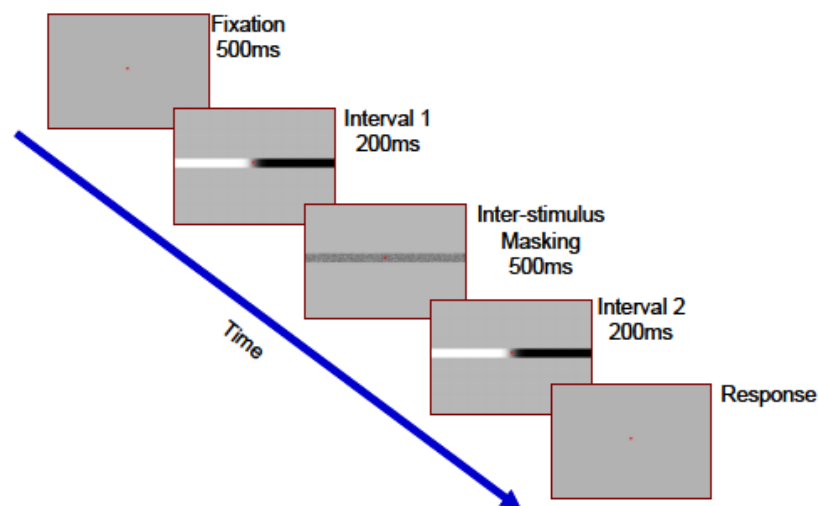 Fixation
500ms
Interval 1
200ms
Inter-stimulus
Masking
500ms
Interval 2
200ms
Time
Response